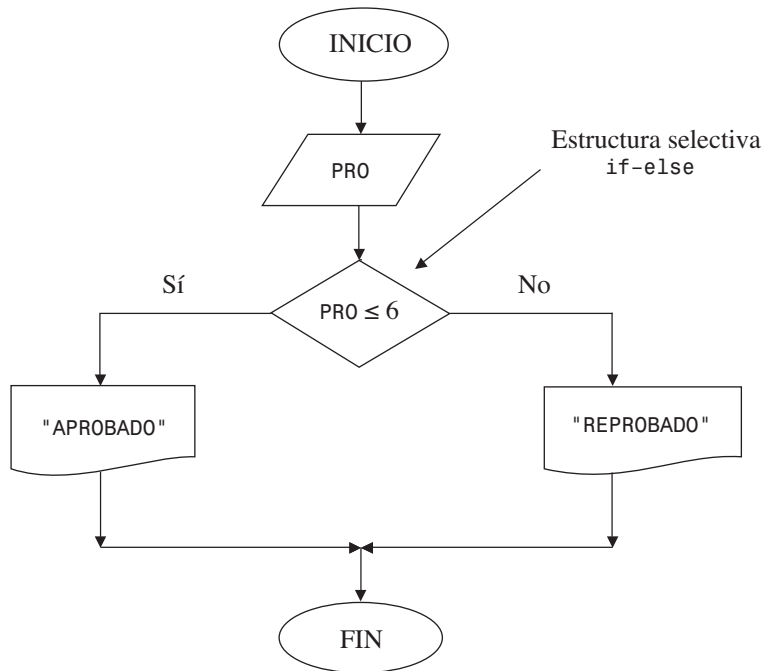 INICIO
PRO
Estructura selectiva
if-else
Sí
PRO ≤ 6
No
"APROBADO"
"REPROBADO"
FIN